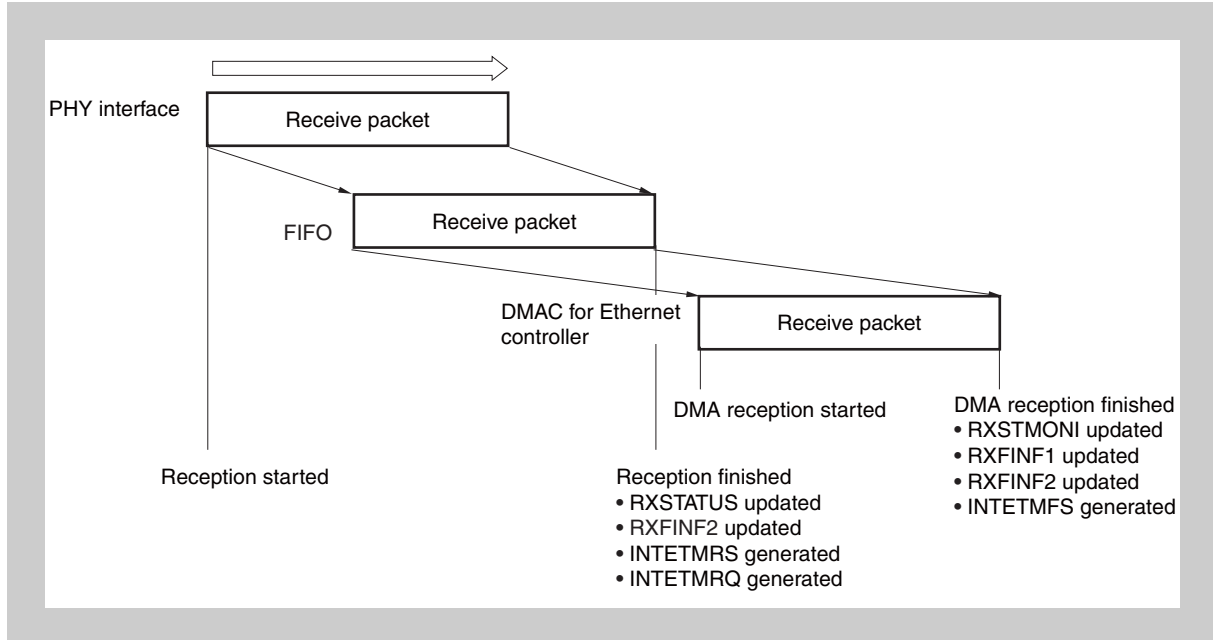 PHY interface
Receive packet
FIFO
Receive packet
DMAC for Ethernet
controller
Receive packet
DMA reception started
DMA reception finished
• RXSTMONI updated
• RXFINF1 updated
• RXFINF2 updated
• INTETMFS generated
Reception started
Reception finished
• RXSTATUS updated
• RXFINF2 updated
• INTETMRS generated
• INTETMRQ generated